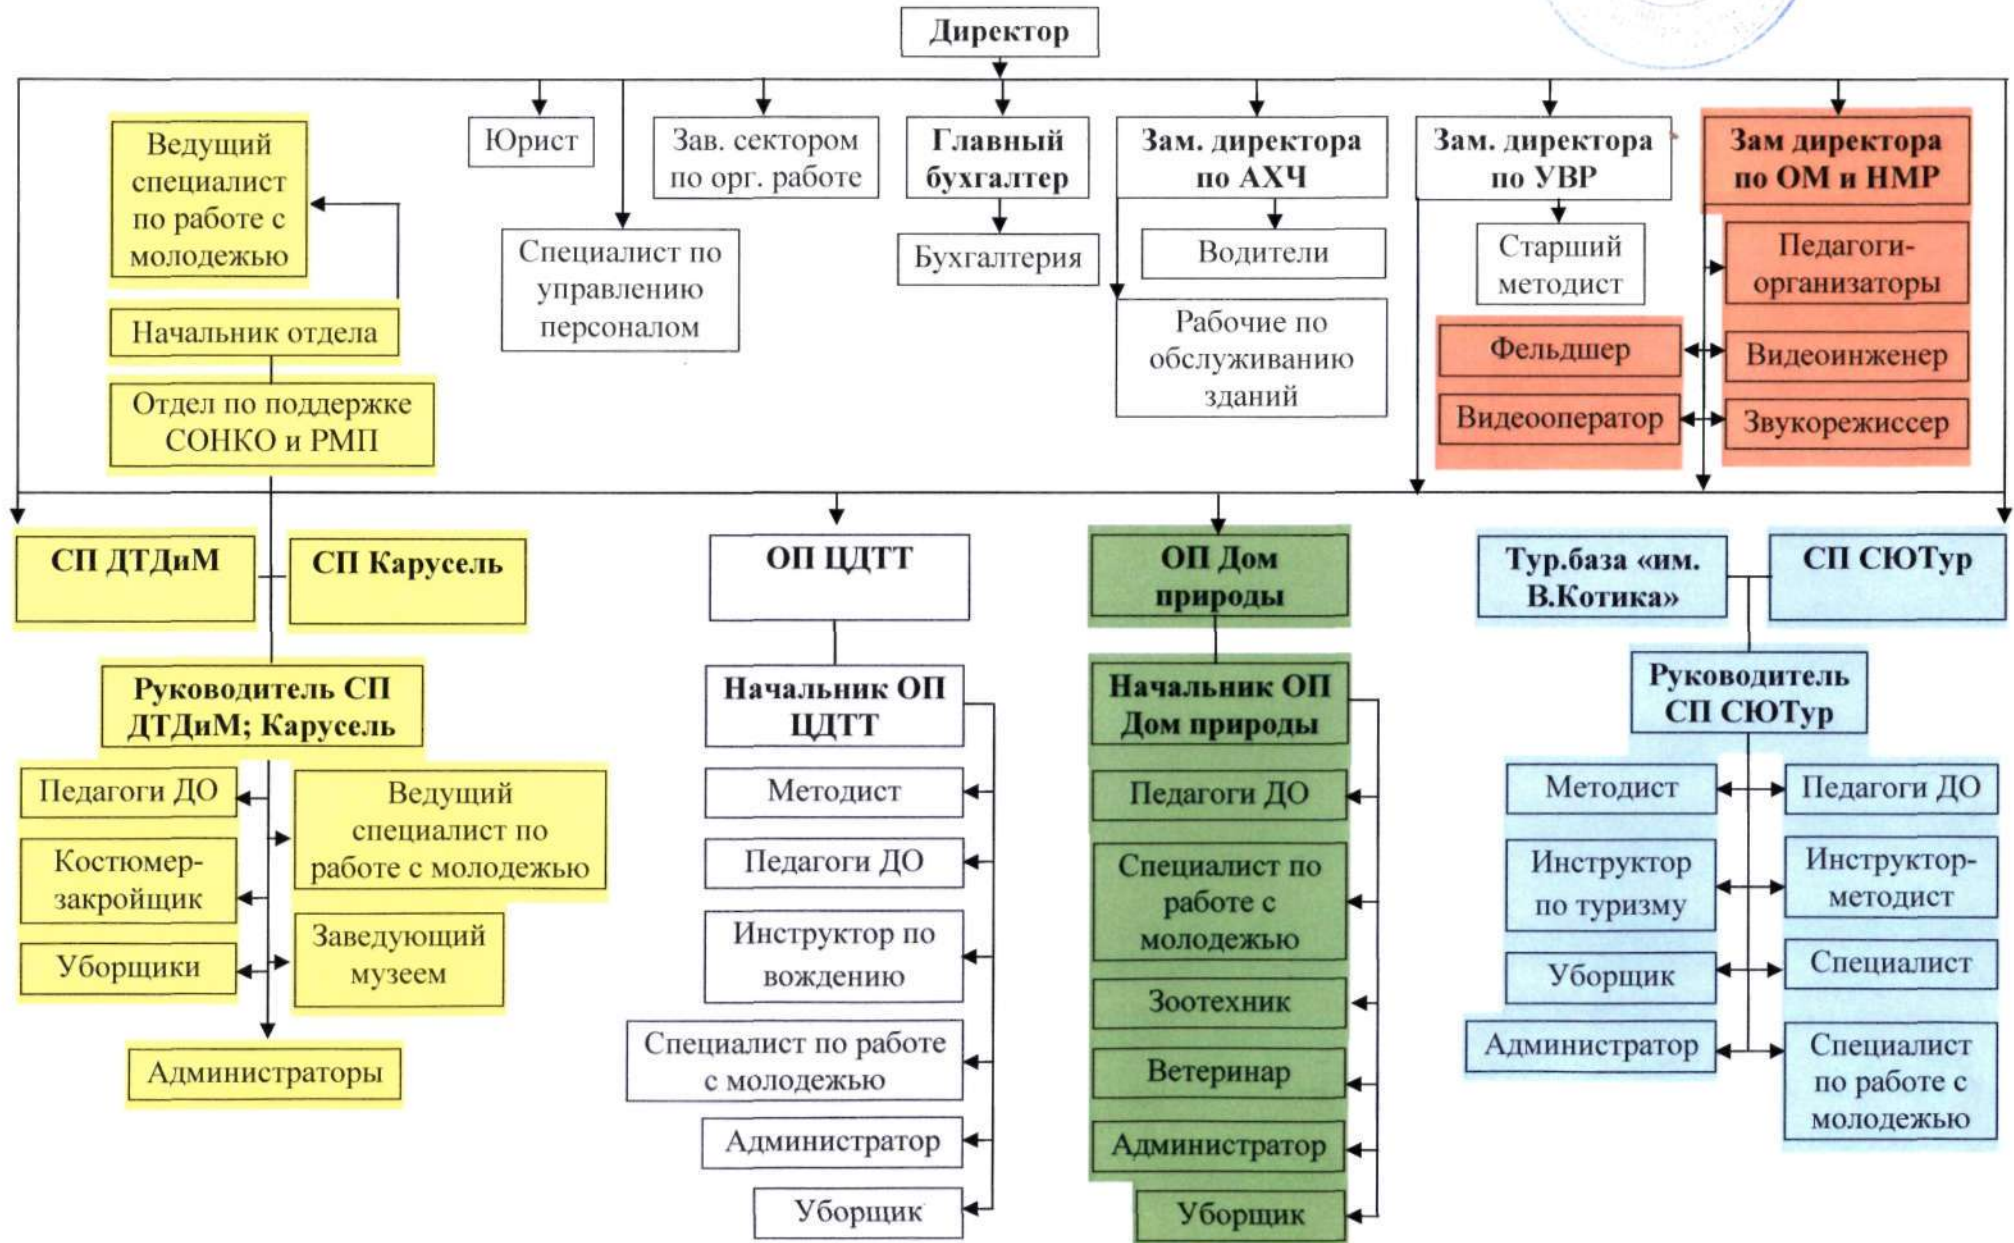 Директор
Ведущий
специалист
по работе с
молодежью
Юрист
Зав. сектором
по орг. работе
Главный
бухгалтер
Зам. директора
по АХЧ
Зам. директора
по УВР
Зам директора
по ОМ и НМР
Специалист по
управлению
персоналом
Бухгалтерия
Водители
Рабочие по
обслуживанию
зданий
Старший
методист
Педагоги-
организаторы
Начальник отдела
Фельдшер
Видеоинженер
Отдел по поддержке
СОНКО и РМП
Видеооператор
Звукорежиссер
СП ДТДиМ
СП Карусель
ОП ЦДТТ
ОП Дом
природы
Тур.база «им.
В.Котика»
СП СЮТур
Руководитель СП
ДТДиМ; Карусель
Начальник ОП
ЦДТТ
Начальник ОП
Дом природы
Руководитель
СП СЮТур
Педагоги ДО
Ведущий
специалист по
работе с молодежью
Костюмер-
закройщик
Уборщики
Заведующий
музеем
Администраторы
Методист
Педагоги ДО
Инструктор по
вождению
Специалист по работе
с молодежью
Администратор
Уборщик
Педагоги ДО
Специалист по
работе с
молодежью
Зоотехник
Ветеринар
Администратор
Уборщик
Методист
Педагоги ДО
Инструктор
по туризму
Инструктор-
методист
Уборщик
Специалист
Администратор
Специалист
по работе с
молодежью